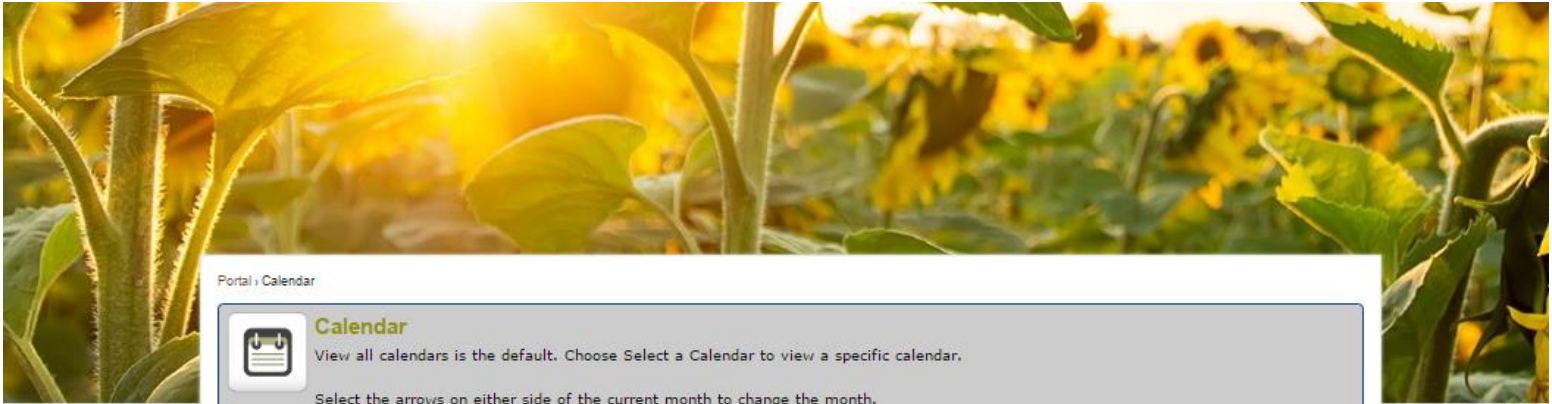 Portal › Calendar
Calendar
View all calendars is the default. Choose Select a Calendar to view a specific calendar.
Select the arrows on either side of the current month to change the month.